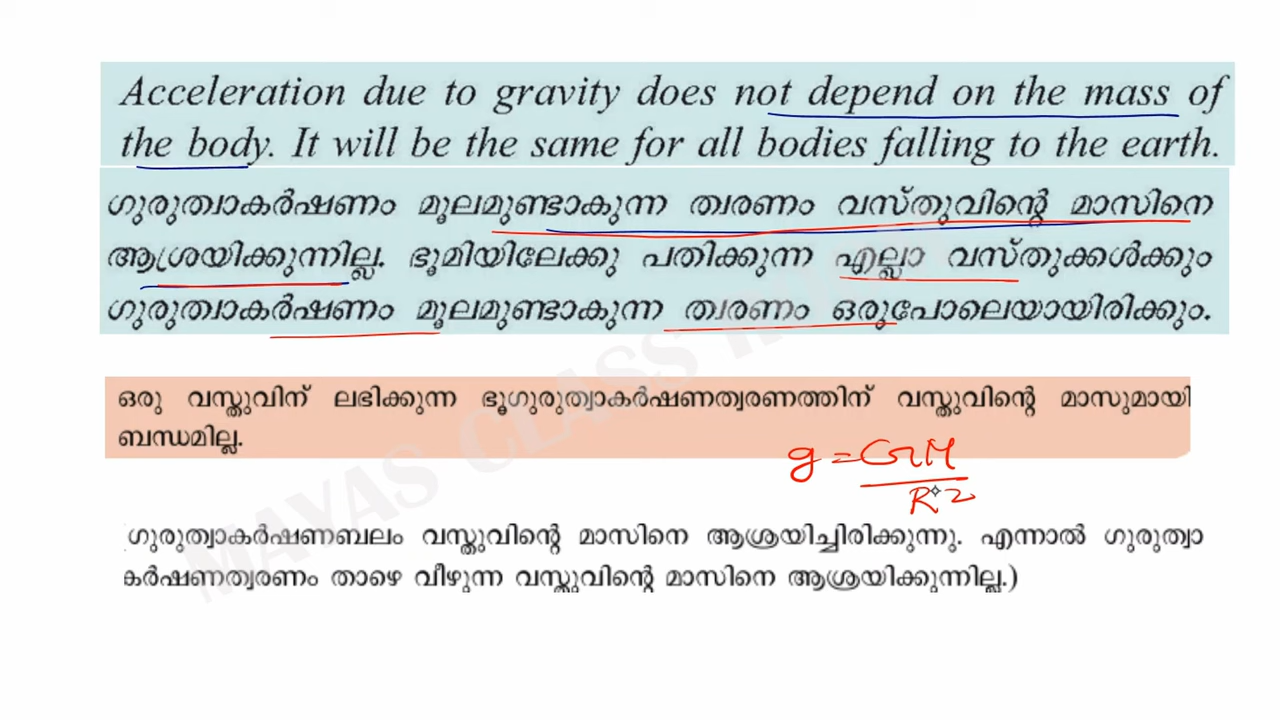 Acceleration due to gravity does not depend on the mass of
the body. It will be the same for all bodies falling to the earth.
ഗുരുത്വാകർഷണം മൂലമുണ്ടാകുന്ന ത്വരണം വസ്തുവിന്റെ മാസിനെ
ആശ്രയിക്കുന്നില്ല. ഭൂമിയിലേക്കു പതിക്കുന്ന എല്ലാ വസ്തുക്കൾക്കും
ഗുരുത്വാകർഷണം മൂലമുണ്ടാകുന്ന ത്വരണം ഒരുപോലെയായിരിക്കും.
ഒരു വസ്തുവിന് ലഭിക്കുന്ന ഭൂഗുരുത്വാകർഷണത്വരണത്തിന് വസ്തുവിന്റെ മാസുമായി
ബന്ധമില്ല.
g = GM
R²
ഗുരുത്വാകർഷണബലം വസ്തുവിന്റെ മാസിനെ ആശ്രയിച്ചിരിക്കുന്നു. എന്നാൽ ഗുരുത്വാ
കർഷണത്വരണം താഴെ വീഴുന്ന വസ്തുവിന്റെ മാസിനെ ആശ്രയിക്കുന്നില്ല.)
MAYAS CLASS